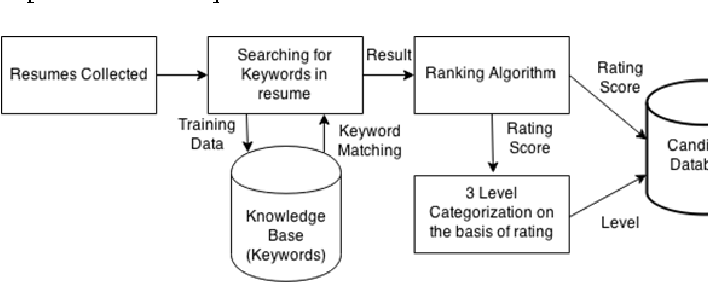 Resumes Collected
Searching for
Keywords in
resume
Result
Ranking Algorithm
Rating
Score
Training
Data
Keyword
Matching
Rating
Score
Knowledge
Base
(Keywords)
3 Level
Categorization on
the basis of rating
Level